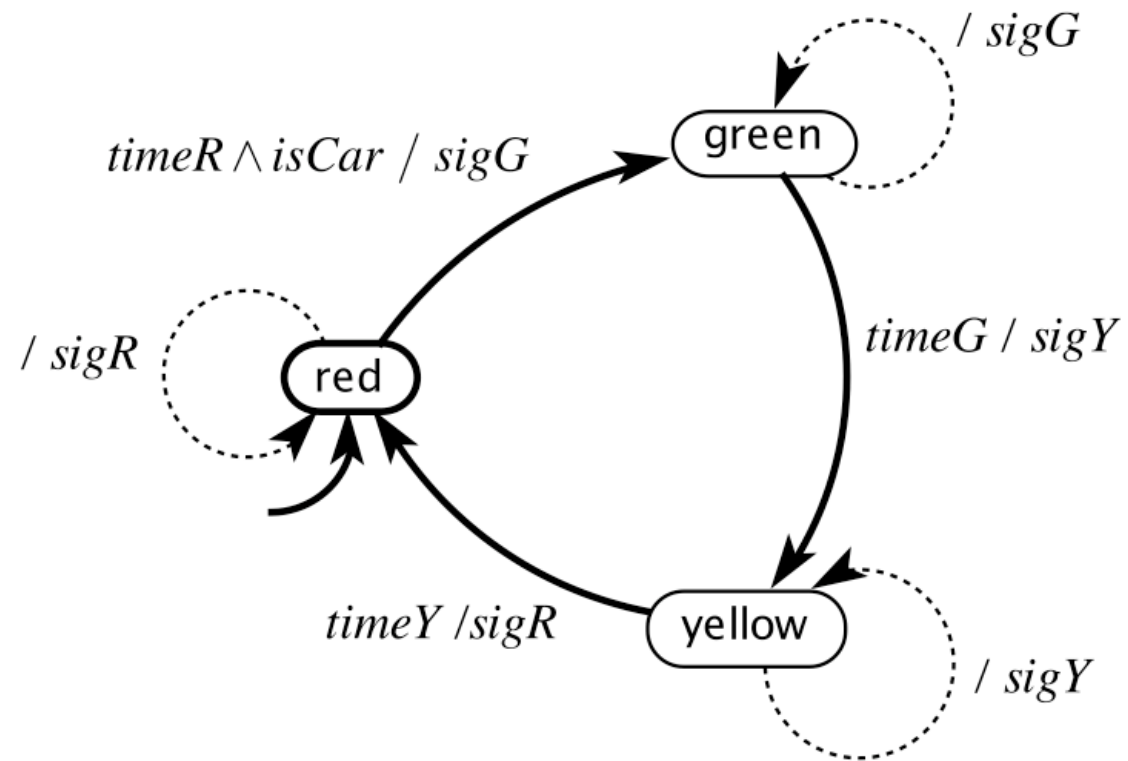 / sigG
green
timeR ∧ isCar / sigG
timeG / sigY
/ sigR
red
timeY /sigR
yellow
/ sigY